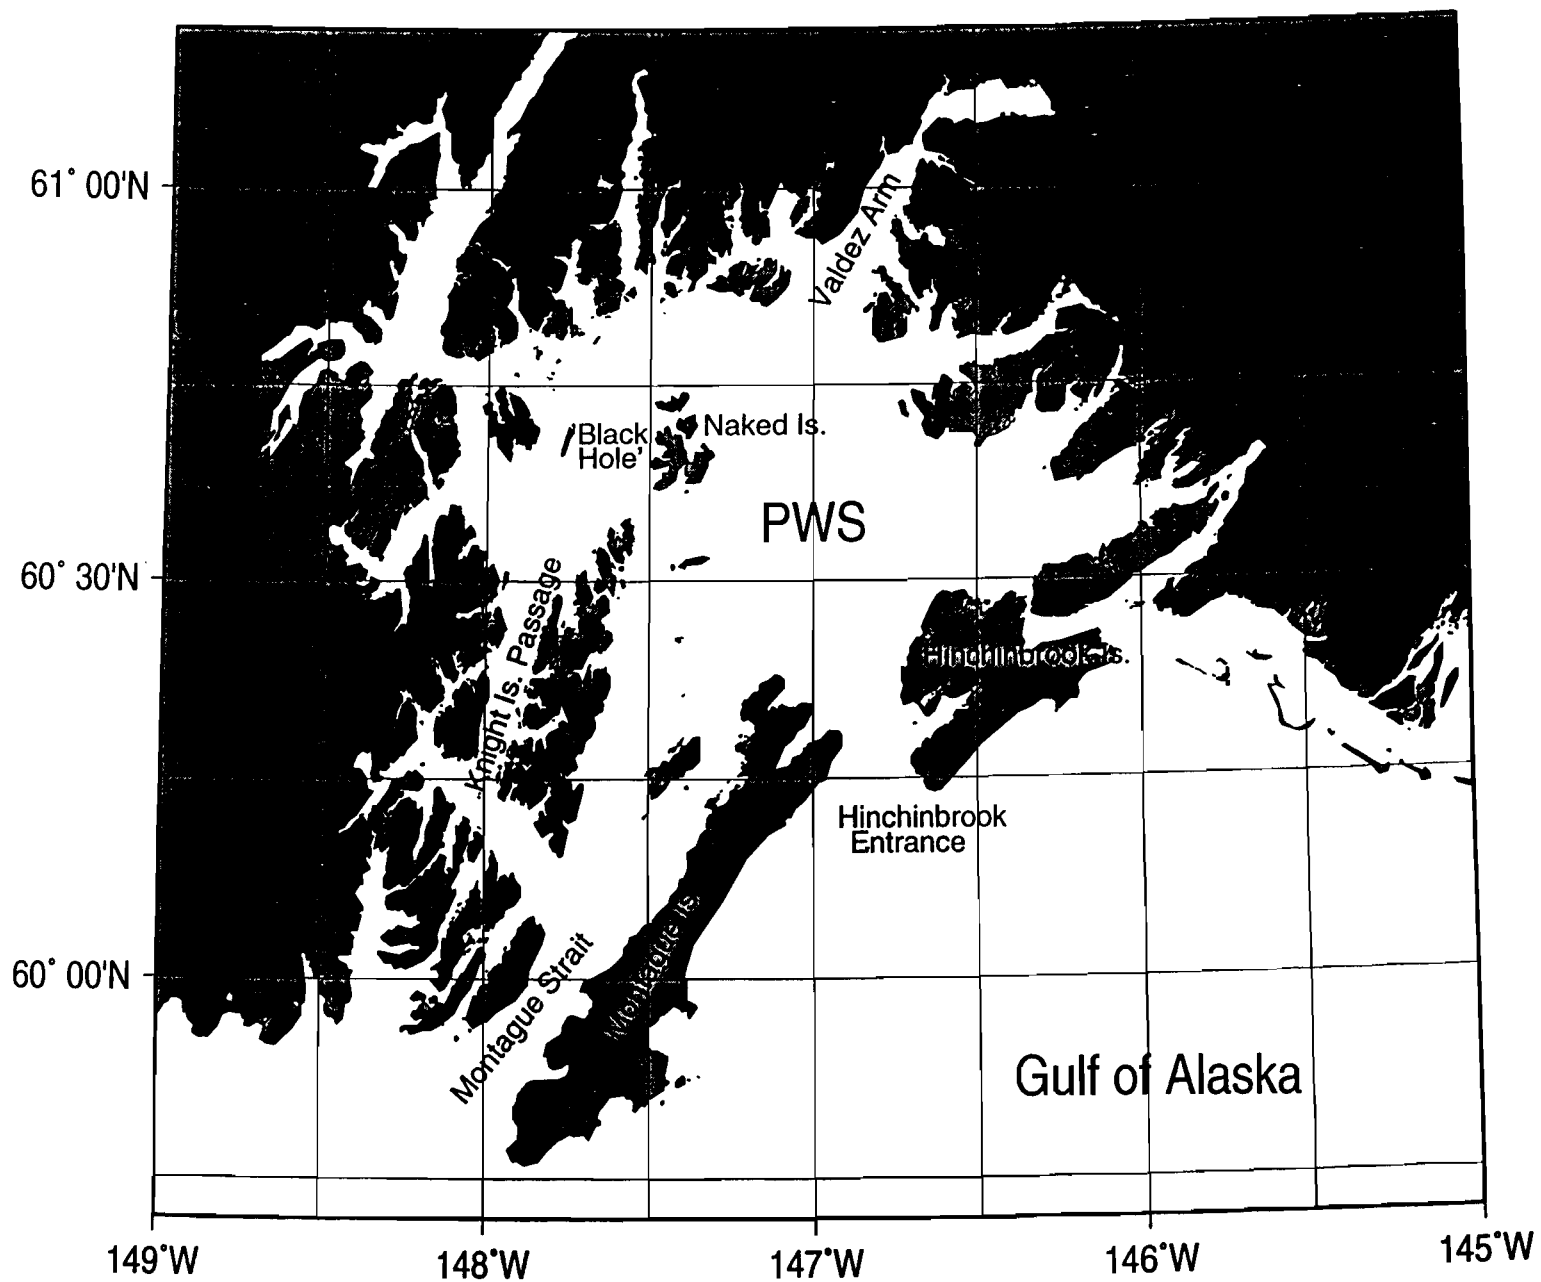 61° 00'N
Valdez Arm
'Black
Hole'
Naked Is.
PWS
60° 30'N
Knight Is. Passage
Hinchinbrook Is.
Hinchinbrook
Entrance
Montague Is.
60° 00'N
Montague Strait
Gulf of Alaska
149°W
148°W
147°W
146°W
145°W